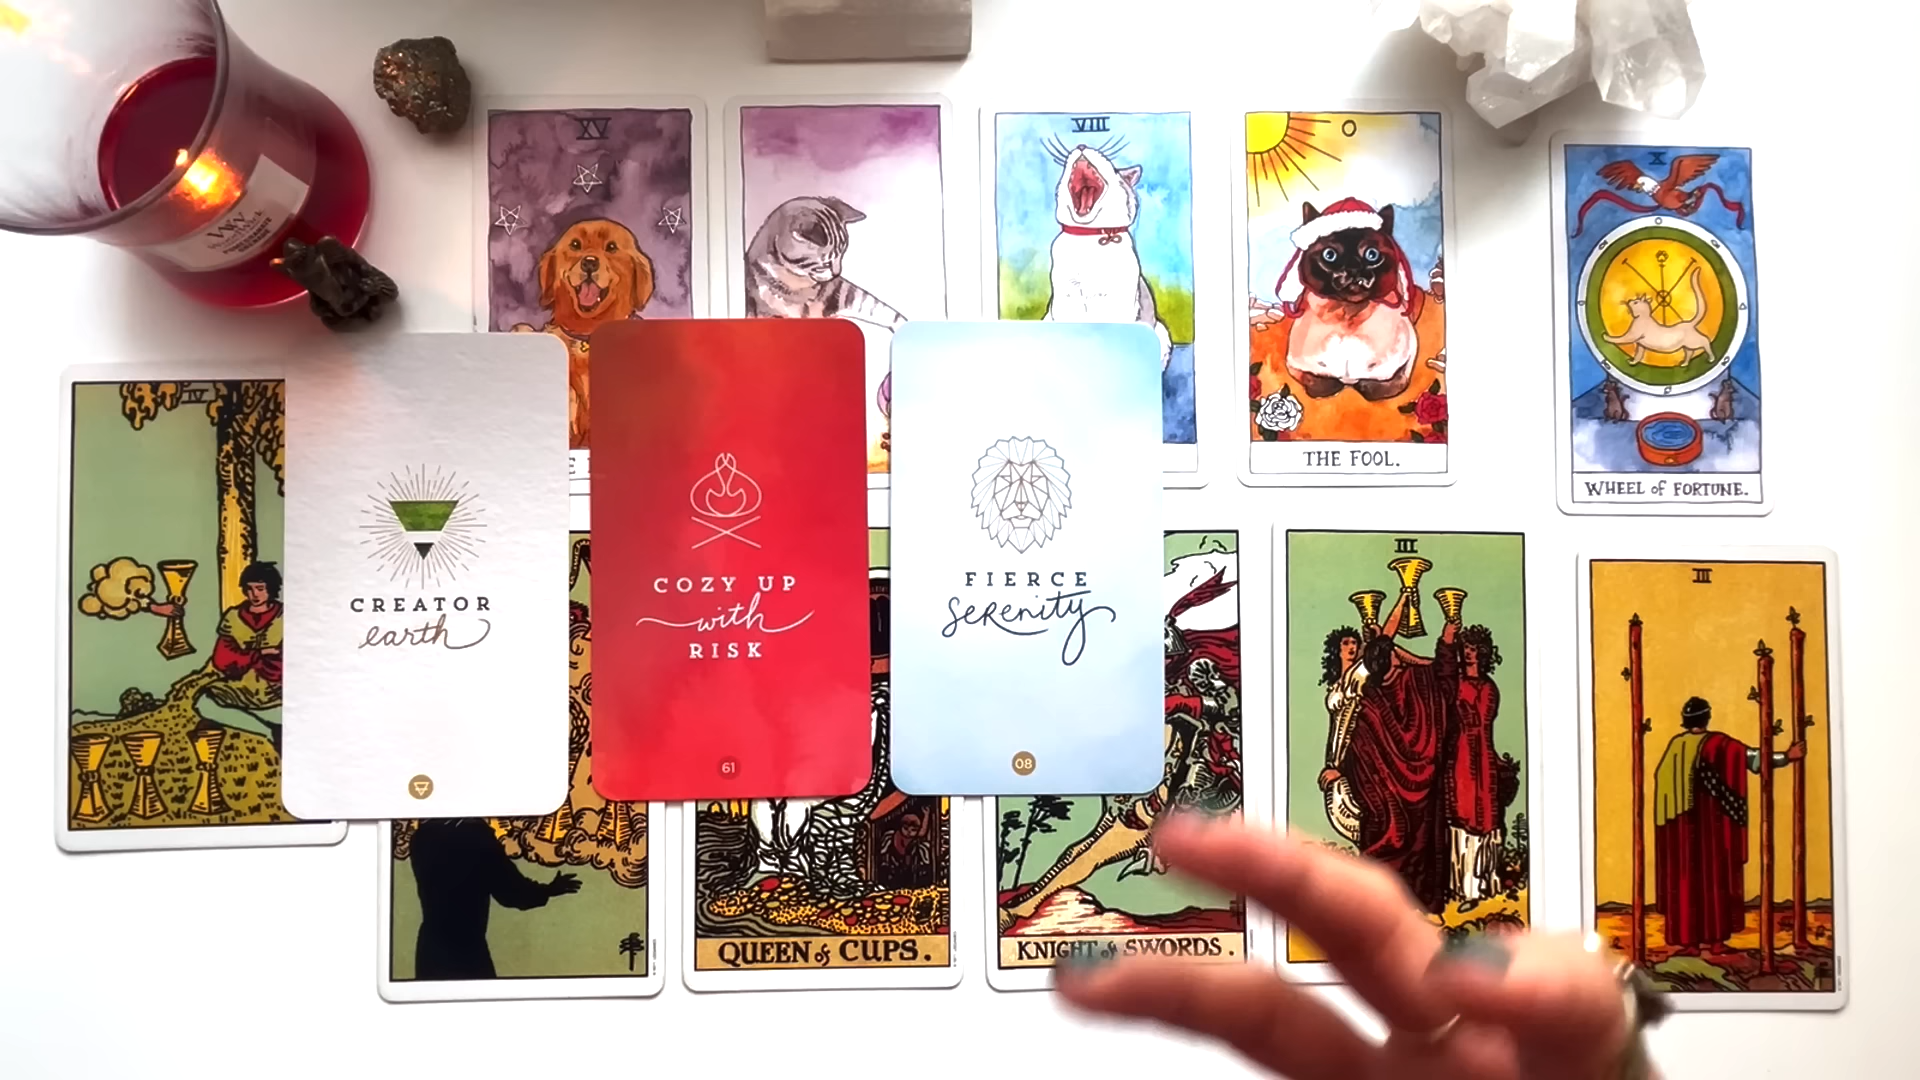 XV
VIII
0
X
E
THE FOOL.
WHEEL of FORTUNE.
IV
CREATOR
earth
COZY UP
with
RISK
61
FIERCE
serenity
08
III
III
QUEEN of CUPS.
KNIGHT of SWORDS.